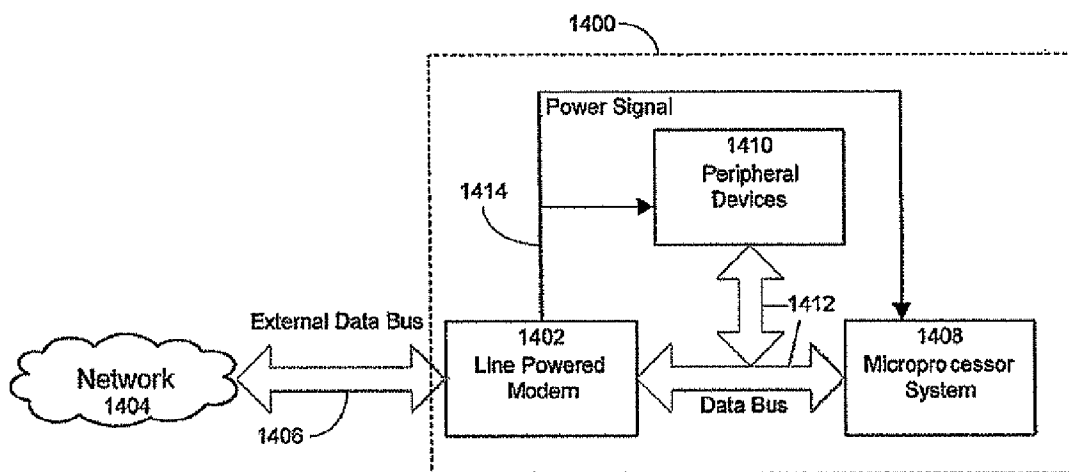 1400
Power Signal
1410
Peripheral
Devices
1414
1412
External Data Bus
1402
Line Powered
Modem
1408
Microprocessor
System
Network
1404
Data Bus
1406